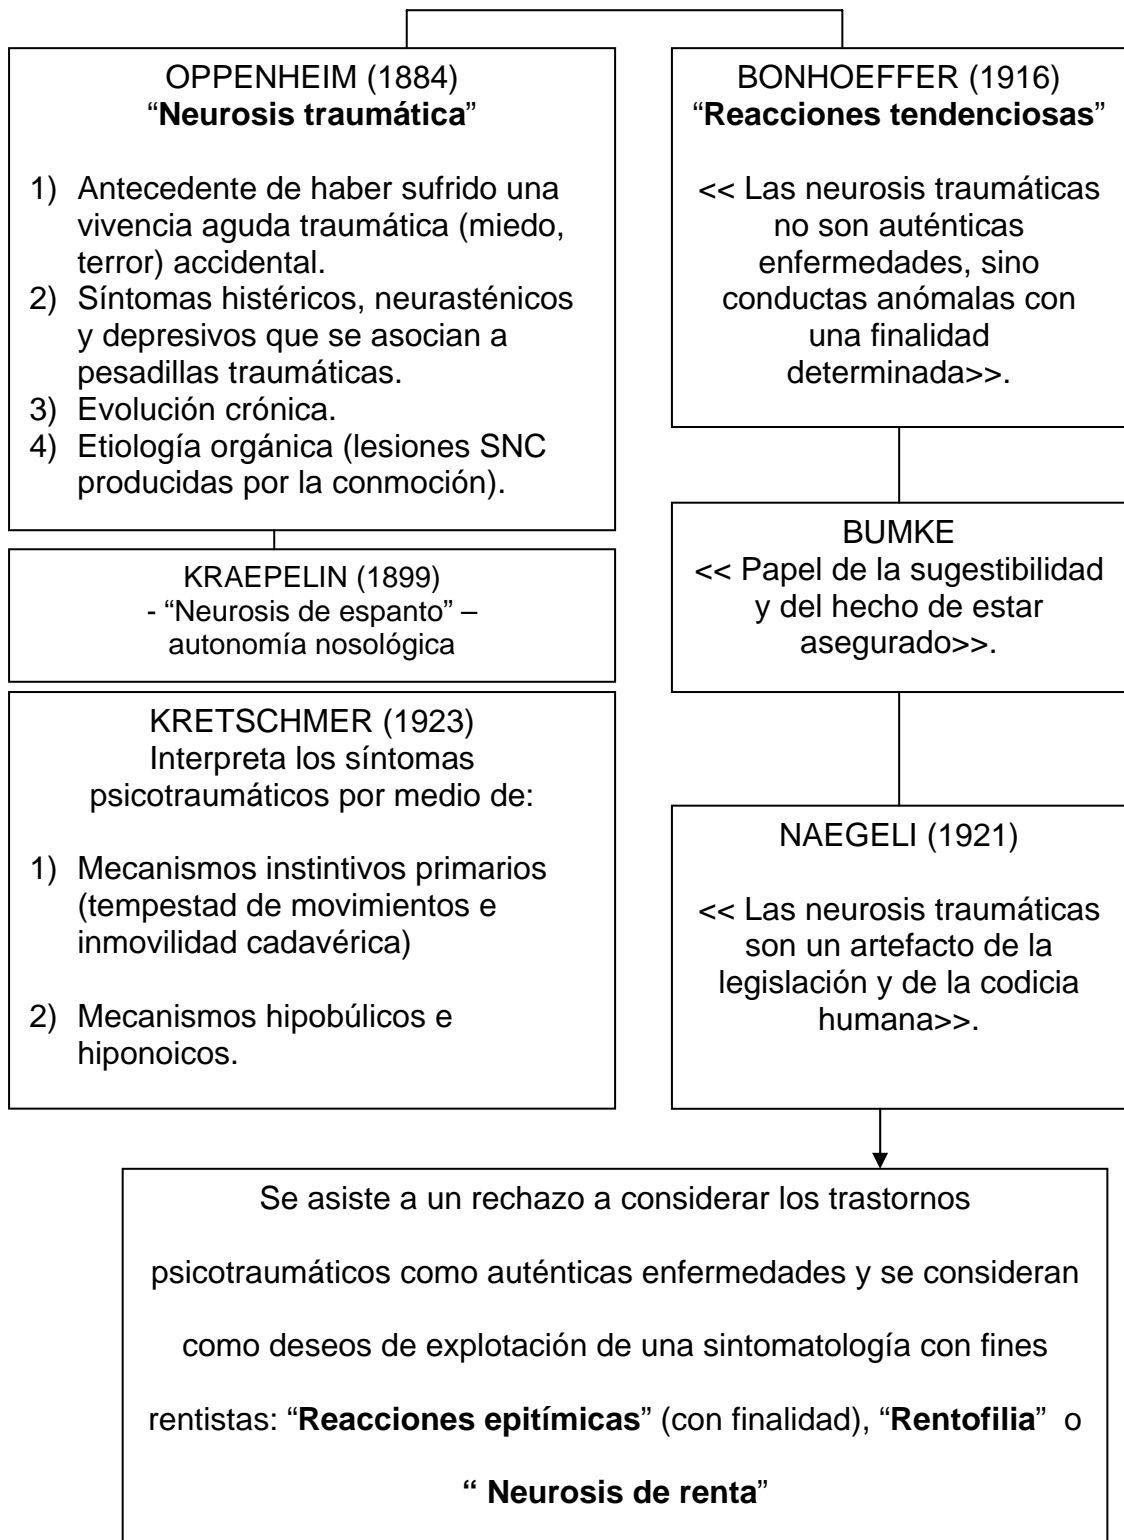 OPPENHEIM (1884)
“Neurosis traumática”
1) Antecedente de haber sufrido una
vivencia aguda traumática (miedo,
terror) accidental.
2) Síntomas histéricos, neurasténicos
y depresivos que se asocian a
pesadillas traumáticas.
3) Evolución crónica.
4) Etiología orgánica (lesiones SNC
producidas por la conmoción).
KRAEPELIN (1899)
- “Neurosis de espanto” –
autonomía nosológica
KRETSCHMER (1923)
Interpreta los síntomas
psicotraumáticos por medio de:
1) Mecanismos instintivos primarios
(tempestad de movimientos e
inmovilidad cadavérica)
2) Mecanismos hipobúlicos e
hiponoicos.
BONHOEFFER (1916)
“Reacciones tendenciosas”
<< Las neurosis traumáticas
no son auténticas
enfermedades, sino
conductas anómalas con
una finalidad
determinada>>.
BUMKE
<< Papel de la sugestibilidad
y del hecho de estar
asegurado>>.
NAEGELI (1921)
<< Las neurosis traumáticas
son un artefacto de la
legislación y de la codicia
humana>>.
Se asiste a un rechazo a considerar los trastornos
psicotraumáticos como auténticas enfermedades y se consideran
como deseos de explotación de una sintomatología con fines
rentistas: “Reacciones epitímicas” (con finalidad), “Rentofilia” o
“ Neurosis de renta”